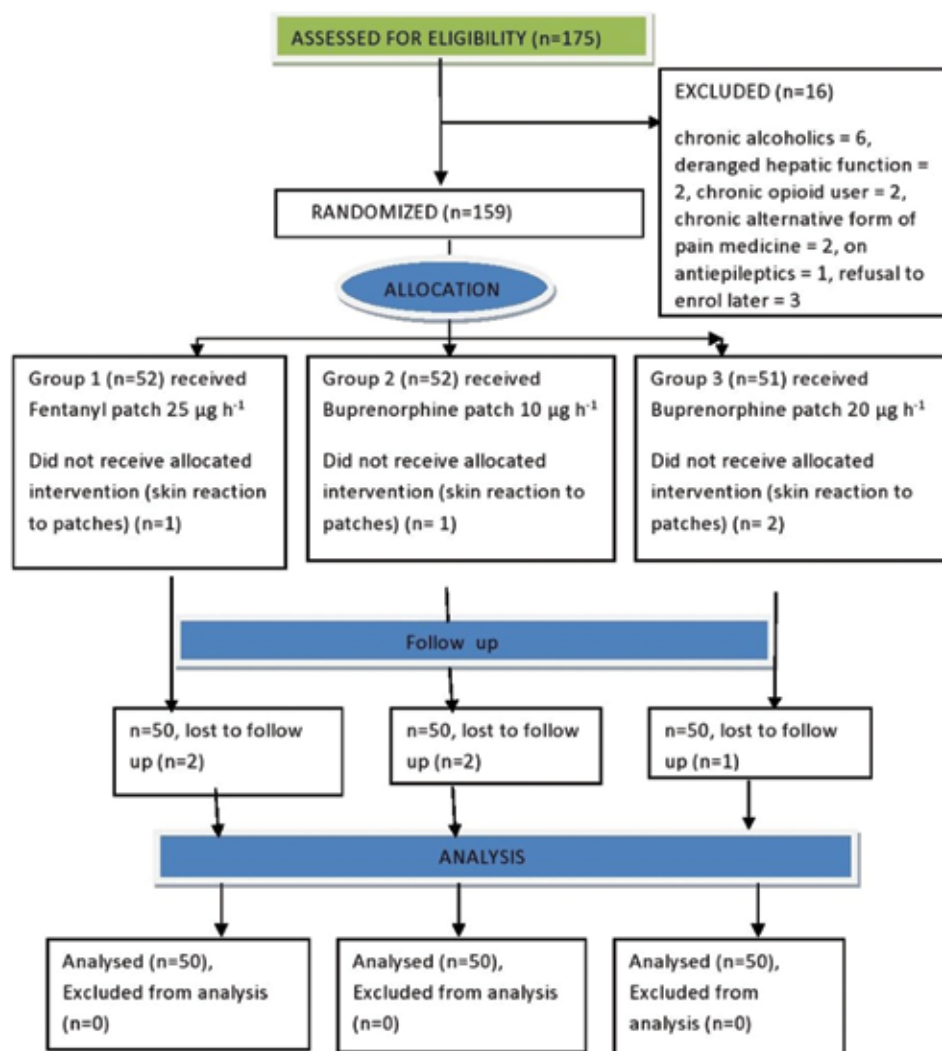 ASSESSED FOR ELIGIBILITY (n=175)
EXCLUDED (n=16)
chronic alcoholics = 6,
deranged hepatic function =
2, chronic opioid user = 2,
chronic alternative form of
pain medicine = 2, on
antiepileptics = 1, refusal to
enrol later = 3
RANDOMIZED (n=159)
ALLOCATION
Group 1 (n=52) received
Fentanyl patch 25 µg h⁻¹
Did not receive allocated
intervention (skin reaction
to patches) (n=1)
Group 2 (n=52) received
Buprenorphine patch 10 µg h⁻¹
Did not receive allocated
intervention (skin reaction to
patches) (n= 1)
Group 3 (n=51) received
Buprenorphine patch 20 µg h⁻¹
Did not receive allocated
intervention (skin reaction to
patches) (n= 2)
Follow up
n=50, lost to follow
up (n=2)
n=50, lost to follow
up (n=2)
n=50, lost to follow
up (n=1)
ANALYSIS
Analysed (n=50),
Excluded from analysis
(n=0)
Analysed (n=50),
Excluded from analysis
(n=0)
Analysed (n=50),
Excluded from
analysis (n=0)